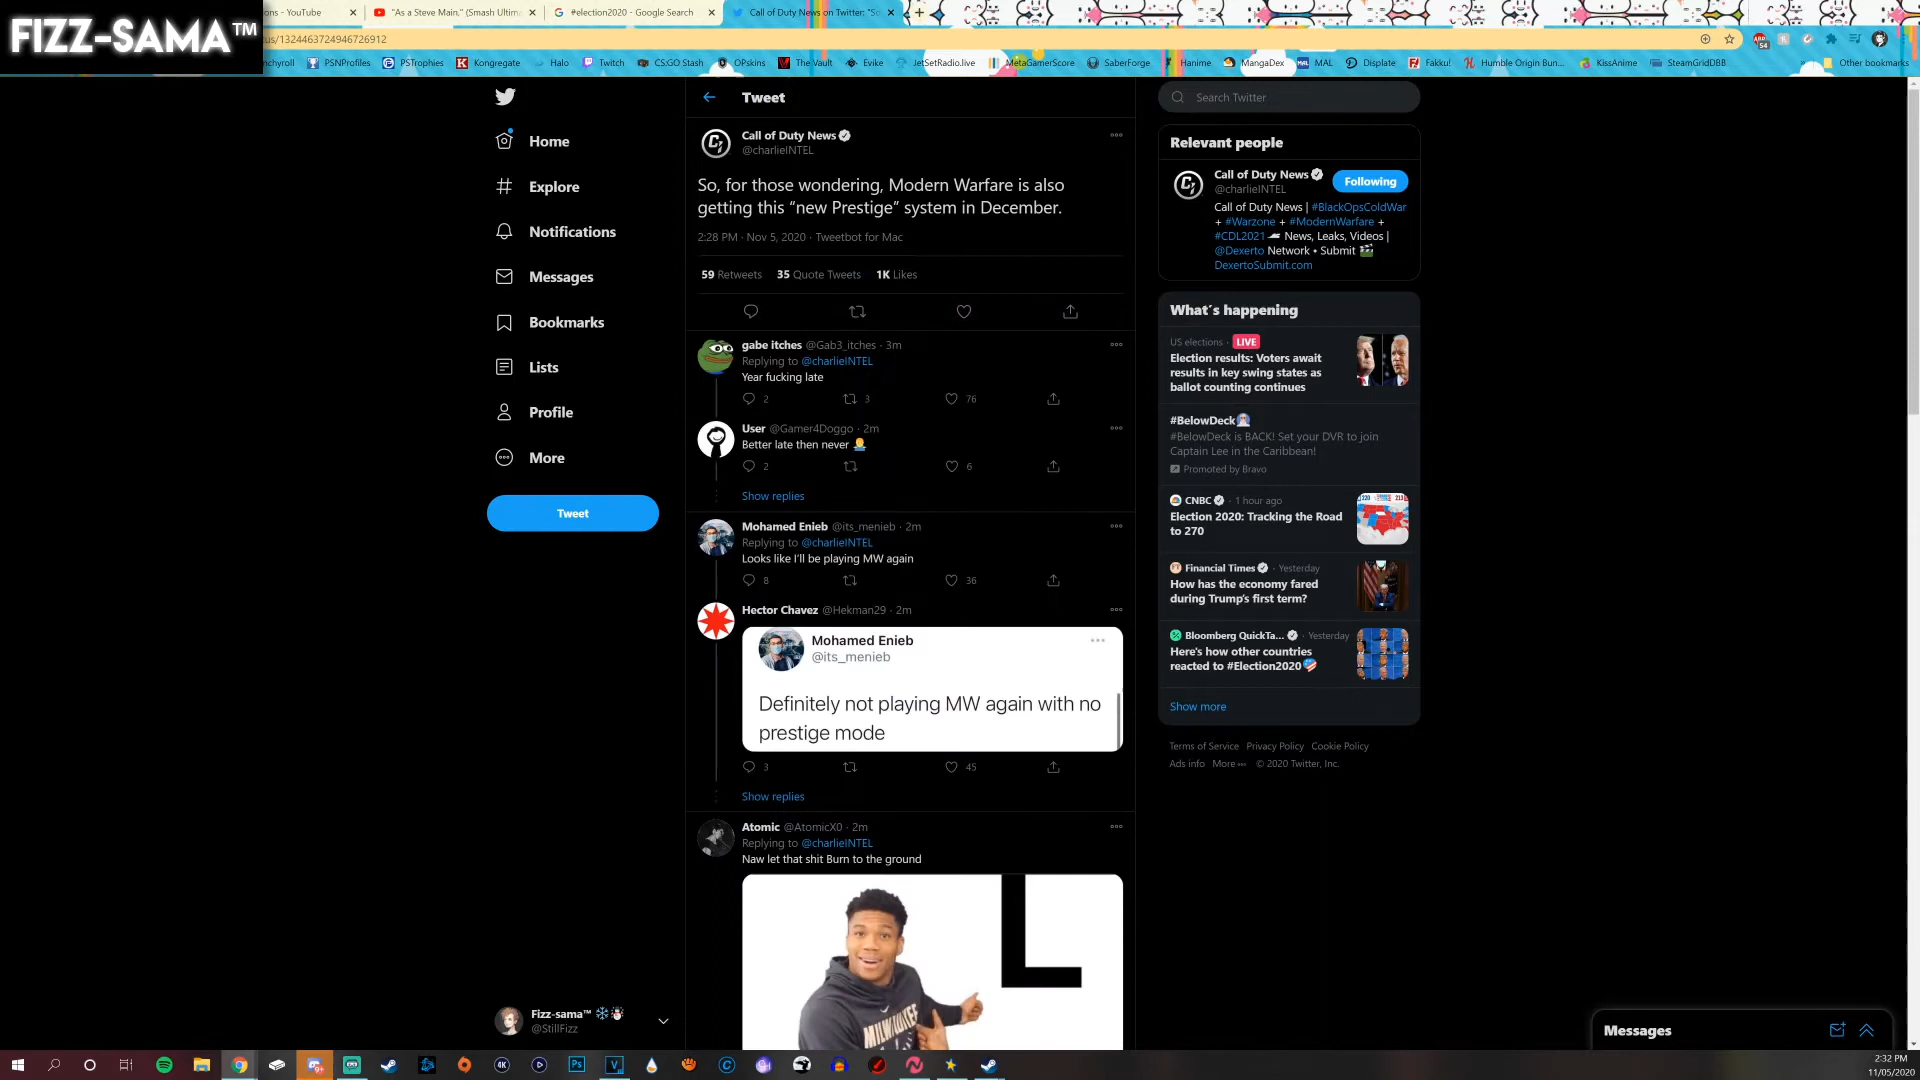 FIZZ-SAMA™
ons - YouTube
"As a Steve Main," (Smash Ultima
#election2020 - Google Search
Call of Duty News on Twitter: "So
us/1324463724946726912
nchyroll
PSNProfiles
PSTrophies
Kongregate
Halo
Twitch
CS:GO Stash
OPskins
The Vault
Evike
JetSetRadio.live
MetaGamerScore
SaberForge
Hanime
MangaDex
MAL
Displate
Fakku!
Humble Origin Bun...
KissAnime
SteamGridDBB
Other bookmarks
Home
Explore
Notifications
Messages
Bookmarks
Lists
Profile
More
Tweet
Fizz-sama™
@StillFizz
Tweet
Call of Duty News
@charlieINTEL
So, for those wondering, Modern Warfare is also
getting this “new Prestige” system in December.
2:28 PM · Nov 5, 2020 · Tweetbot for Mac
59 Retweets 35 Quote Tweets 1K Likes
gabe itches @Gab3_itches · 3m
Replying to @charlieINTEL
Year fucking late
2 3 76
User @Gamer4Doggo · 2m
Better late then never
2 6
Show replies
Mohamed Enieb @its_menieb · 2m
Replying to @charlieINTEL
Looks like I’ll be playing MW again
8 36
Hector Chavez @Hekman29 · 2m
Mohamed Enieb
@its_menieb
Definitely not playing MW again with no
prestige mode
3 45
Show replies
Atomic @AtomicX0 · 2m
Replying to @charlieINTEL
Naw let that shit Burn to the ground
L
Search Twitter
Relevant people
Call of Duty News
@charlieINTEL
Following
Call of Duty News | #BlackOpsColdWar
+ #Warzone + #ModernWarfare +
#CDL2021 News, Leaks, Videos |
@Dexerto Network • Submit
DexertoSubmit.com
What’s happening
US elections · LIVE
Election results: Voters await
results in key swing states as
ballot counting continues
#BelowDeck
#BelowDeck is BACK! Set your DVR to join
Captain Lee in the Caribbean!
Promoted by Bravo
CNBC · 1 hour ago
Election 2020: Tracking the Road
to 270
Financial Times · Yesterday
How has the economy fared
during Trump’s first term?
Bloomberg QuickTa... · Yesterday
Here’s how other countries
reacted to #Election2020
Show more
Terms of Service Privacy Policy Cookie Policy
Ads info More ••• © 2020 Twitter, Inc.
Messages
2:32 PM
11/05/2020